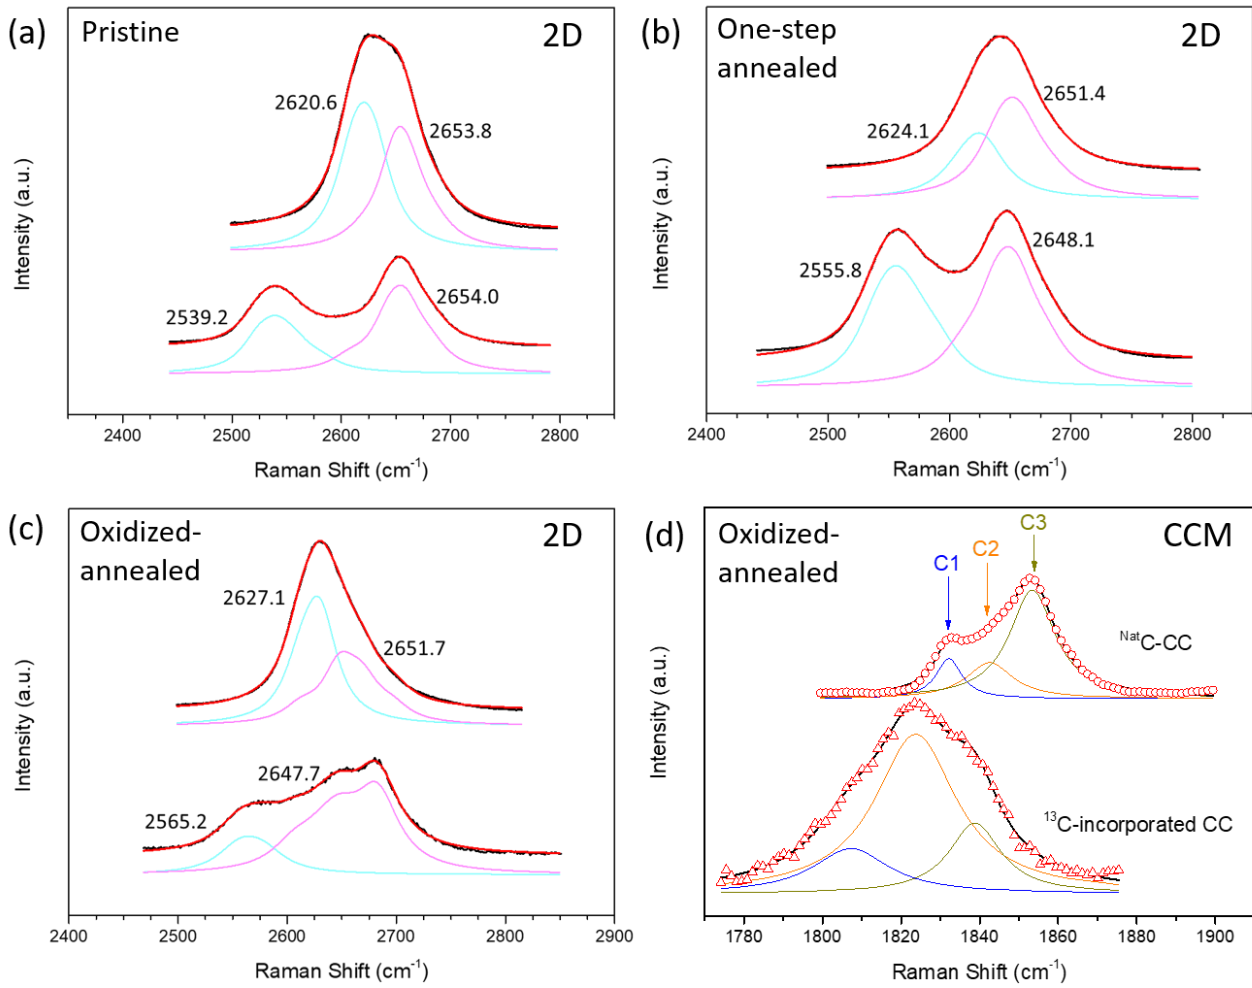 (a) Pristine 2D
2620.6
2653.8
2539.2
2654.0
Intensity (a.u.)
2400 2500 2600 2700 2800
Raman Shift (cm⁻¹)
(b) One-step 2D
annealed
2624.1
2651.4
2555.8
2648.1
Intensity (a.u.)
2400 2500 2600 2700 2800
Raman Shift (cm⁻¹)
(c) Oxidized- 2D
annealed
2627.1
2651.7
2647.7
2565.2
Intensity (a.u.)
2400 2500 2600 2700 2800 2900
Raman Shift (cm⁻¹)
(d) Oxidized- CCM
annealed
C1 C2 C3
ᴺᵃᵗC-CC
¹³C-incorporated CC
Intensity (a.u.)
1780 1800 1820 1840 1860 1880 1900
Raman Shift (cm⁻¹)